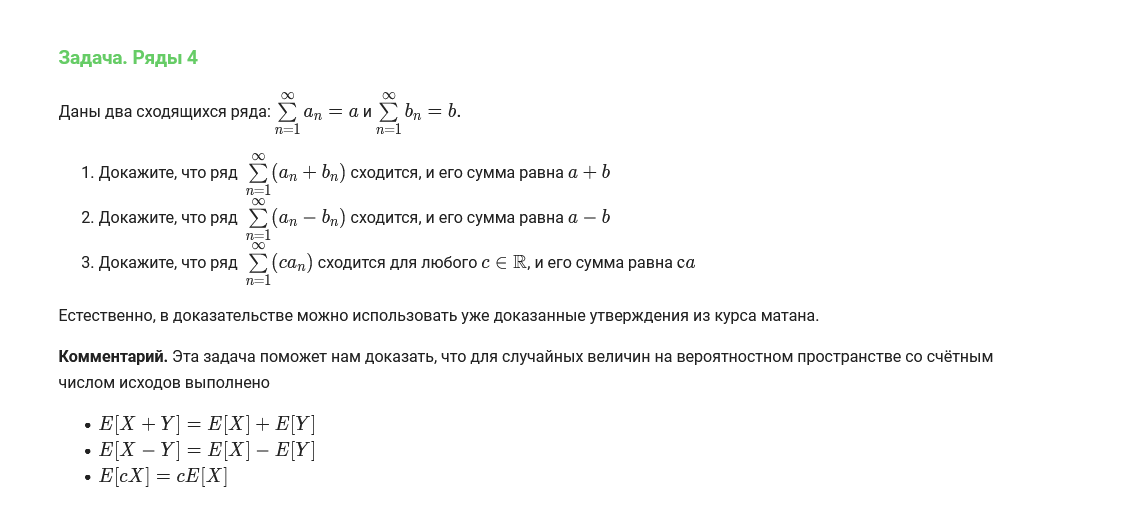 Задача. Ряды 4
Даны два сходящихся ряда: $\sum_{n=1}^{\infty} a_n = a$ и $\sum_{n=1}^{\infty} b_n = b$.
1. Докажите, что ряд $\sum_{n=1}^{\infty} (a_n + b_n)$ сходится, и его сумма равна $a + b$
2. Докажите, что ряд $\sum_{n=1}^{\infty} (a_n - b_n)$ сходится, и его сумма равна $a - b$
3. Докажите, что ряд $\sum_{n=1}^{\infty} (ca_n)$ сходится для любого $c \in \mathbb{R}$, и его сумма равна c$a$
Естественно, в доказательстве можно использовать уже доказанные утверждения из курса матана.
Комментарий. Эта задача поможет нам доказать, что для случайных величин на вероятностном пространстве со счётным
числом исходов выполнено
• $E[X + Y] = E[X] + E[Y]$
• $E[X - Y] = E[X] - E[Y]$
• $E[cX] = cE[X]$